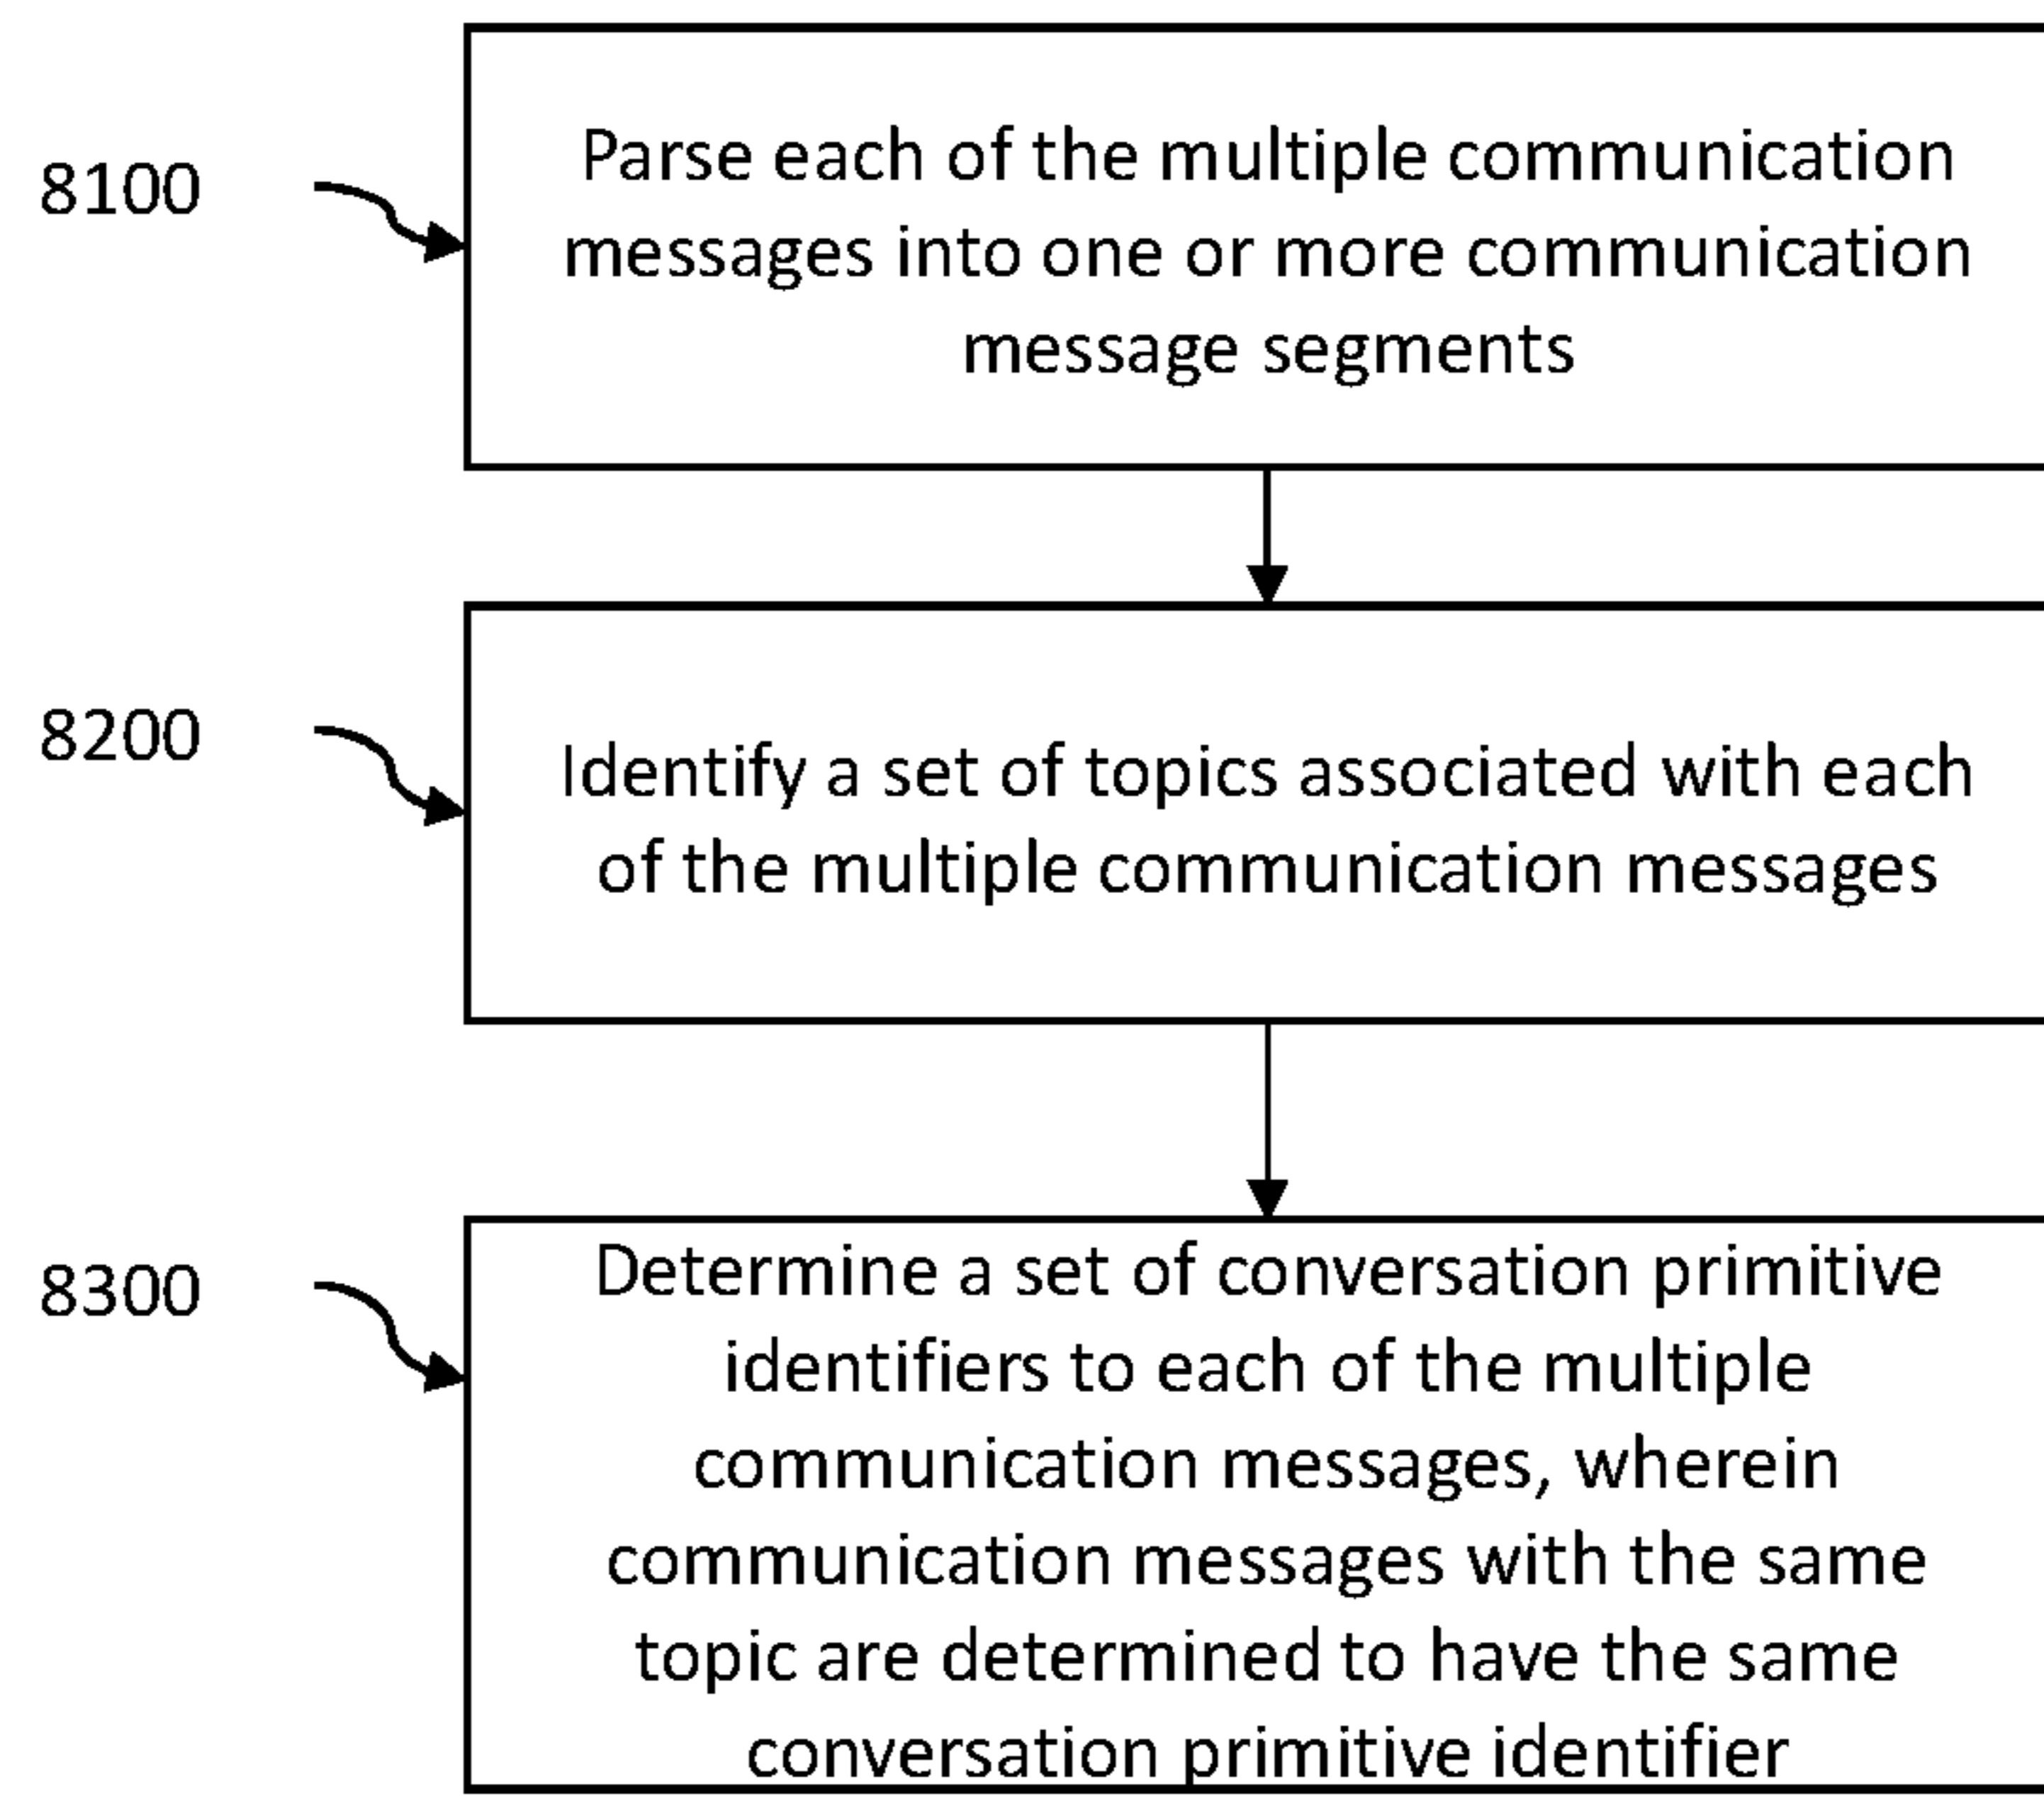 8100
Parse each of the multiple communication
messages into one or more communication
message segments
8200
Identify a set of topics associated with each
of the multiple communication messages
8300
Determine a set of conversation primitive
identifiers to each of the multiple
communication messages, wherein
communication messages with the same
topic are determined to have the same
conversation primitive identifier